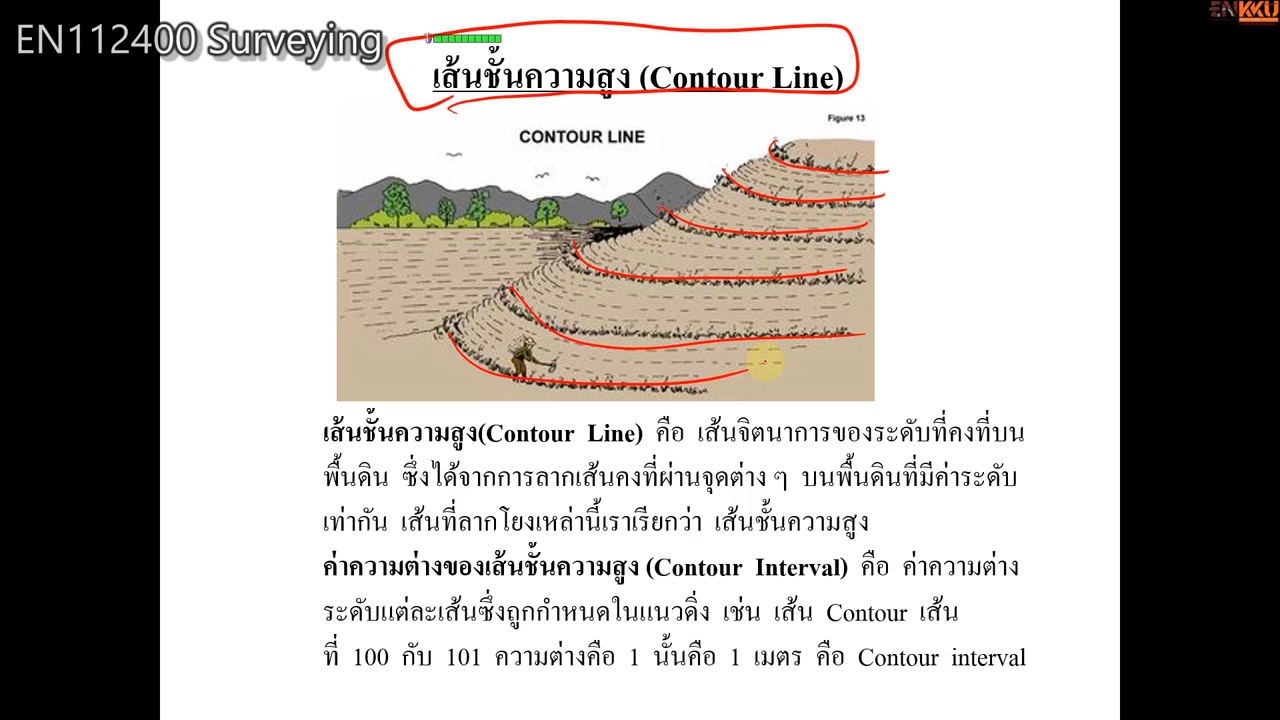 EN112400 Surveying
ENKKU
เส้นชั้นความสูง (Contour Line)
Figure 13
CONTOUR LINE
เส้นชั้นความสูง(Contour Line) คือ เส้นจิตนาการของระดับที่คงที่บน
พื้นดิน ซึ่งได้จากการลากเส้นคงที่ผ่านจุดต่าง ๆ บนพื้นดินที่มีค่าระดับ
เท่ากัน เส้นที่ลากโยงเหล่านี้เราเรียกว่า เส้นชั้นความสูง
ค่าความต่างของเส้นชั้นความสูง (Contour Interval) คือ ค่าความต่าง
ระดับแต่ละเส้นซึ่งถูกกำหนดในแนวดิ่ง เช่น เส้น Contour เส้น
ที่ 100 กับ 101 ความต่างคือ 1 นั้นคือ 1 เมตร คือ Contour interval